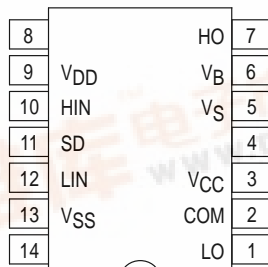 8 HO 7
9 VDD VB 6
10 HIN VS 5
11 SD 4
12 LIN VCC 3
13 VSS COM 2
14 LO 1